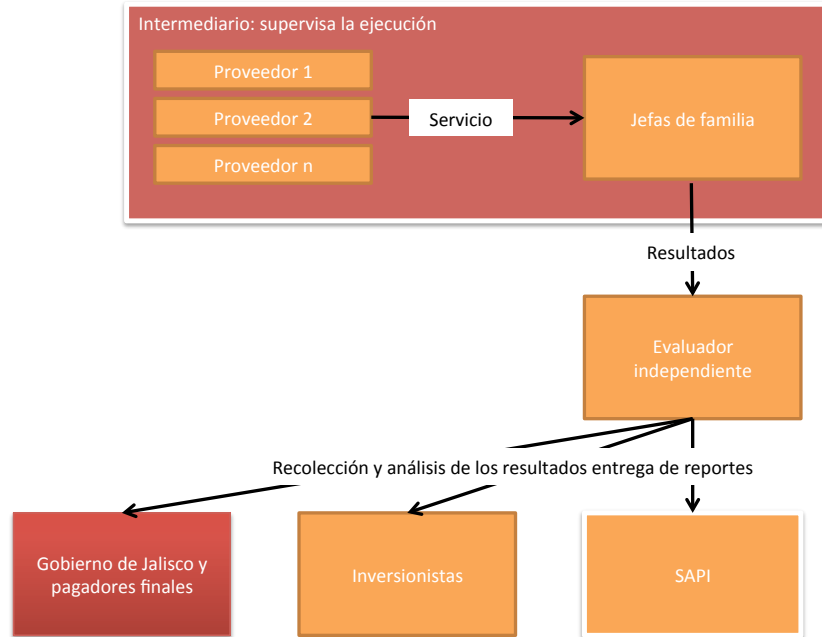 Intermediario: supervisa la ejecución
Proveedor 1
Proveedor 2
Proveedor n
Servicio
Jefas de familia
Resultados
Evaluador
independiente
Recolección y análisis de los resultados entrega de reportes
Gobierno de Jalisco y
pagadores finales
Inversionistas
SAPI